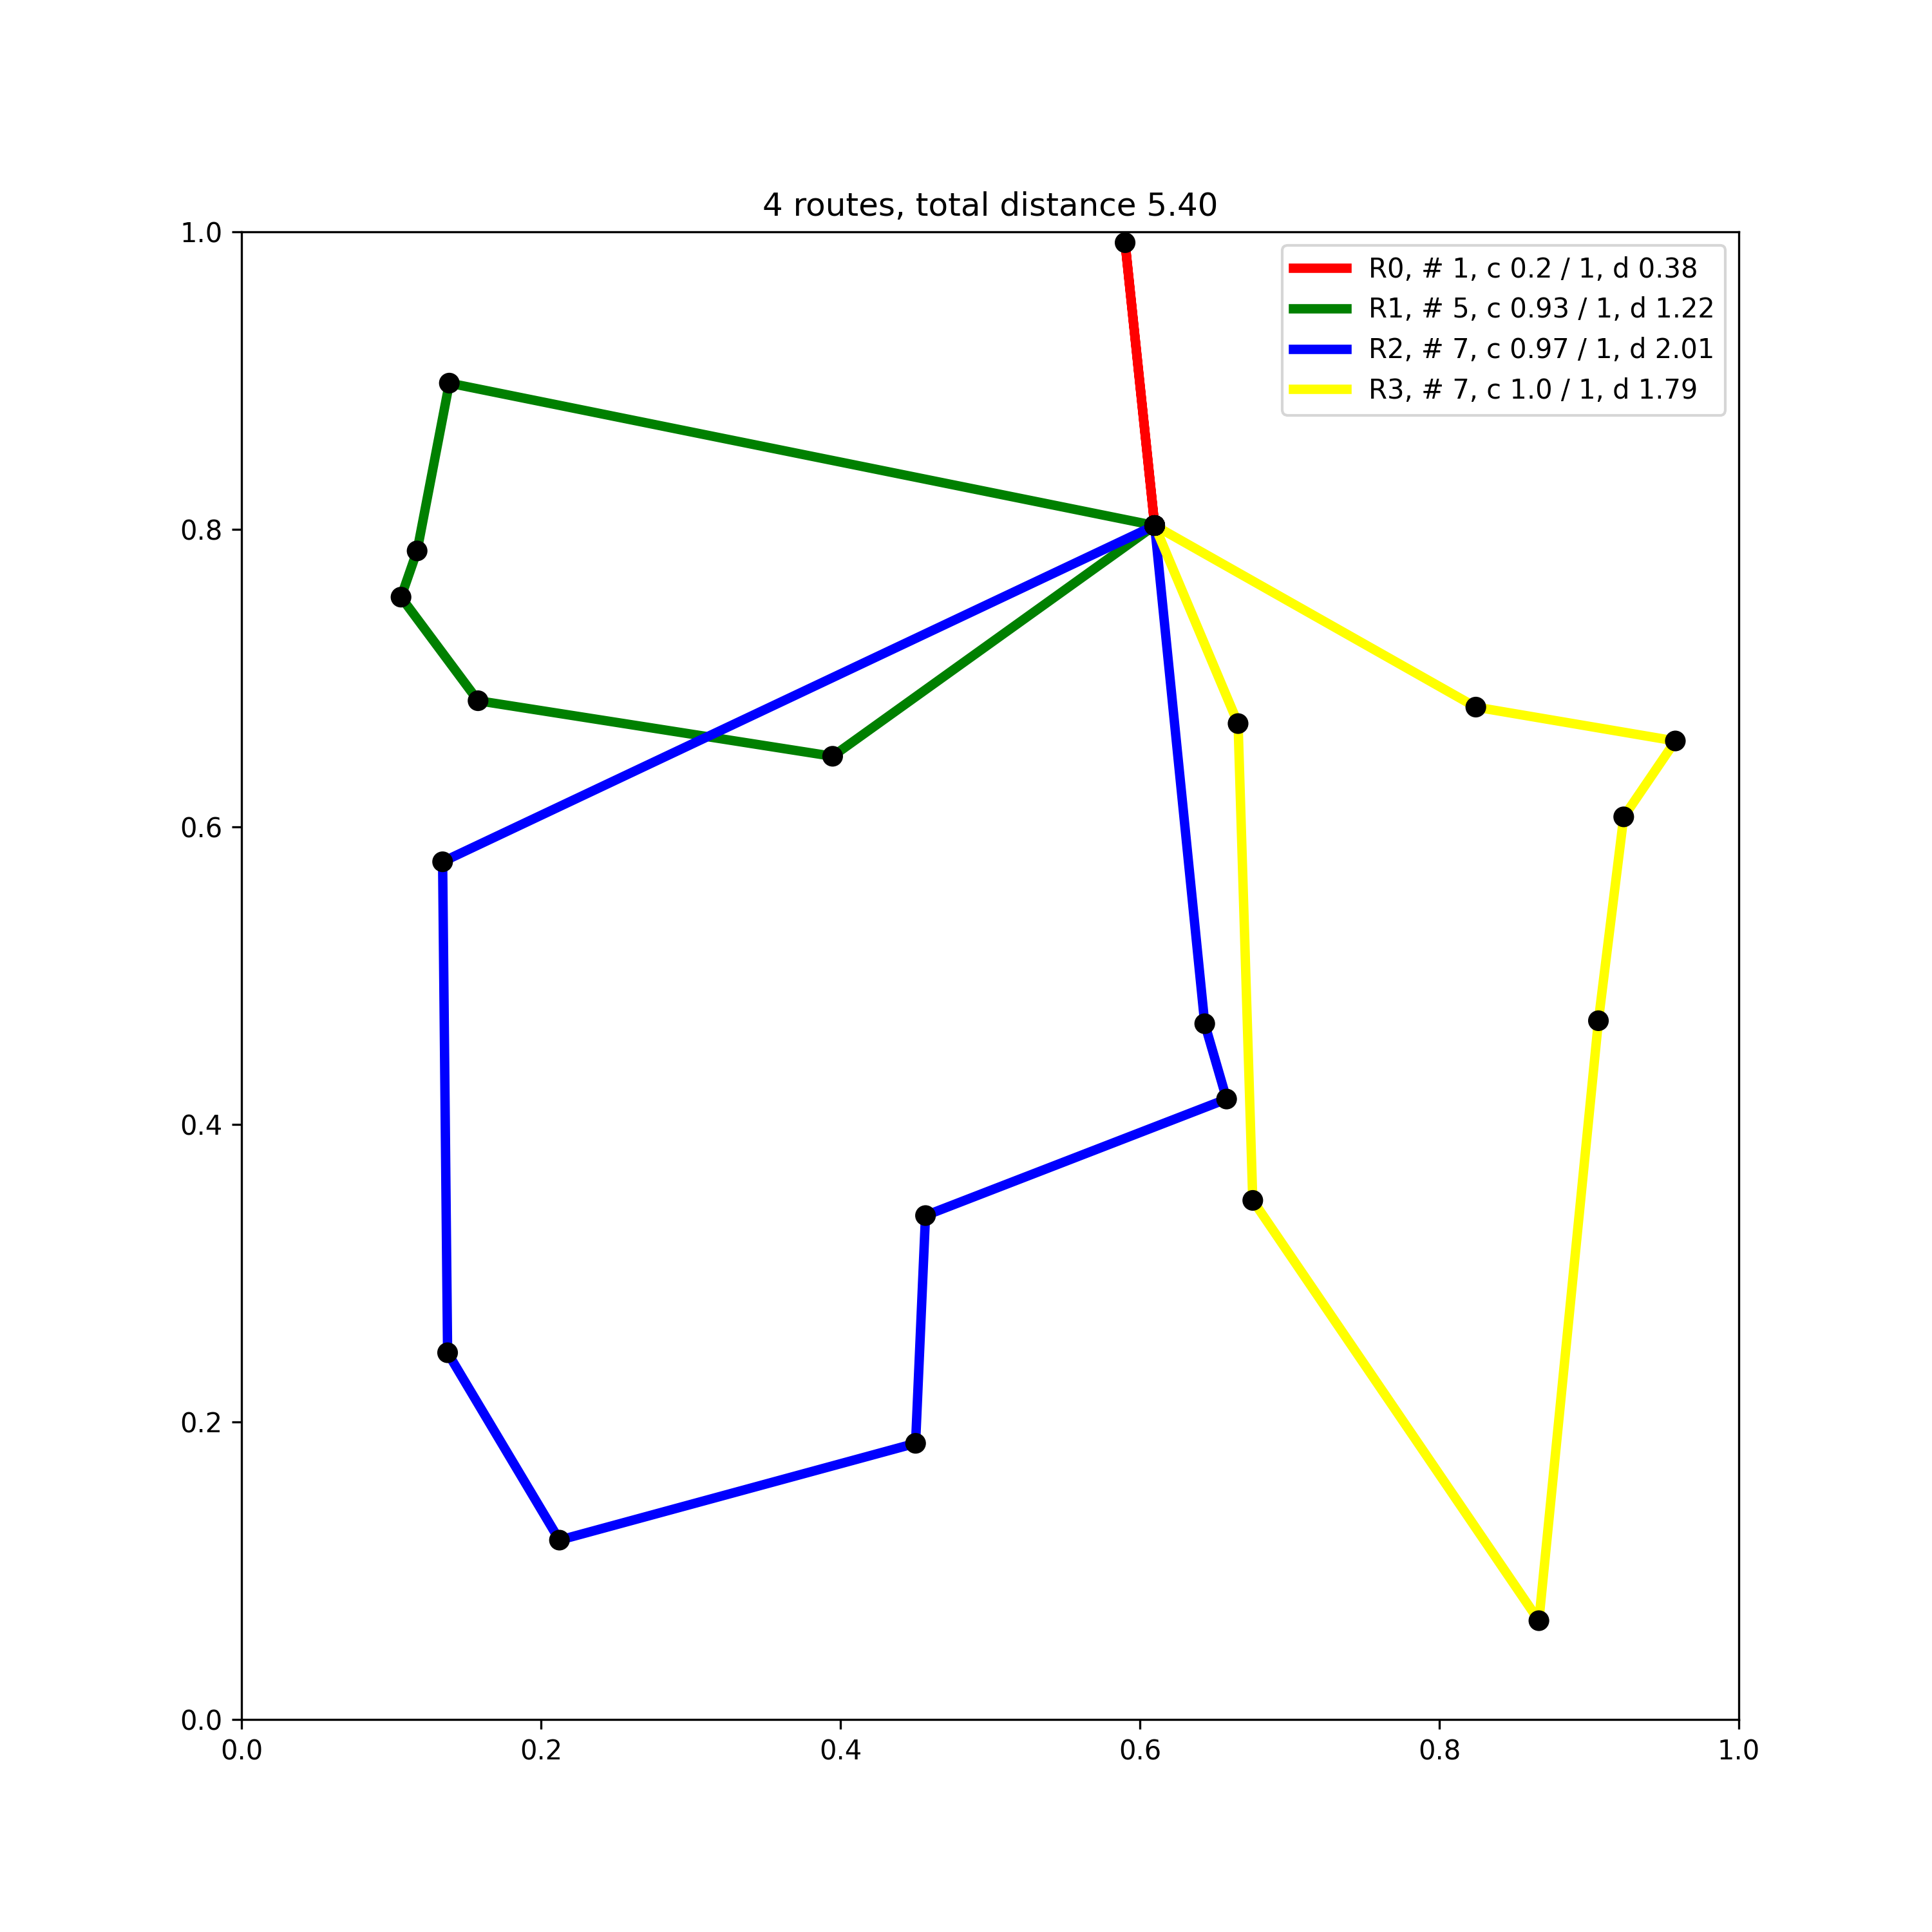 4 routes, total distance 5.40
R0, # 1, c 0.2 / 1, d 0.38
R1, # 5, c 0.93 / 1, d 1.22
R2, # 7, c 0.97 / 1, d 2.01
R3, # 7, c 1.0 / 1, d 1.79
1.0
0.8
0.6
0.4
0.2
0.0
0.0 0.2 0.4 0.6 0.8 1.0